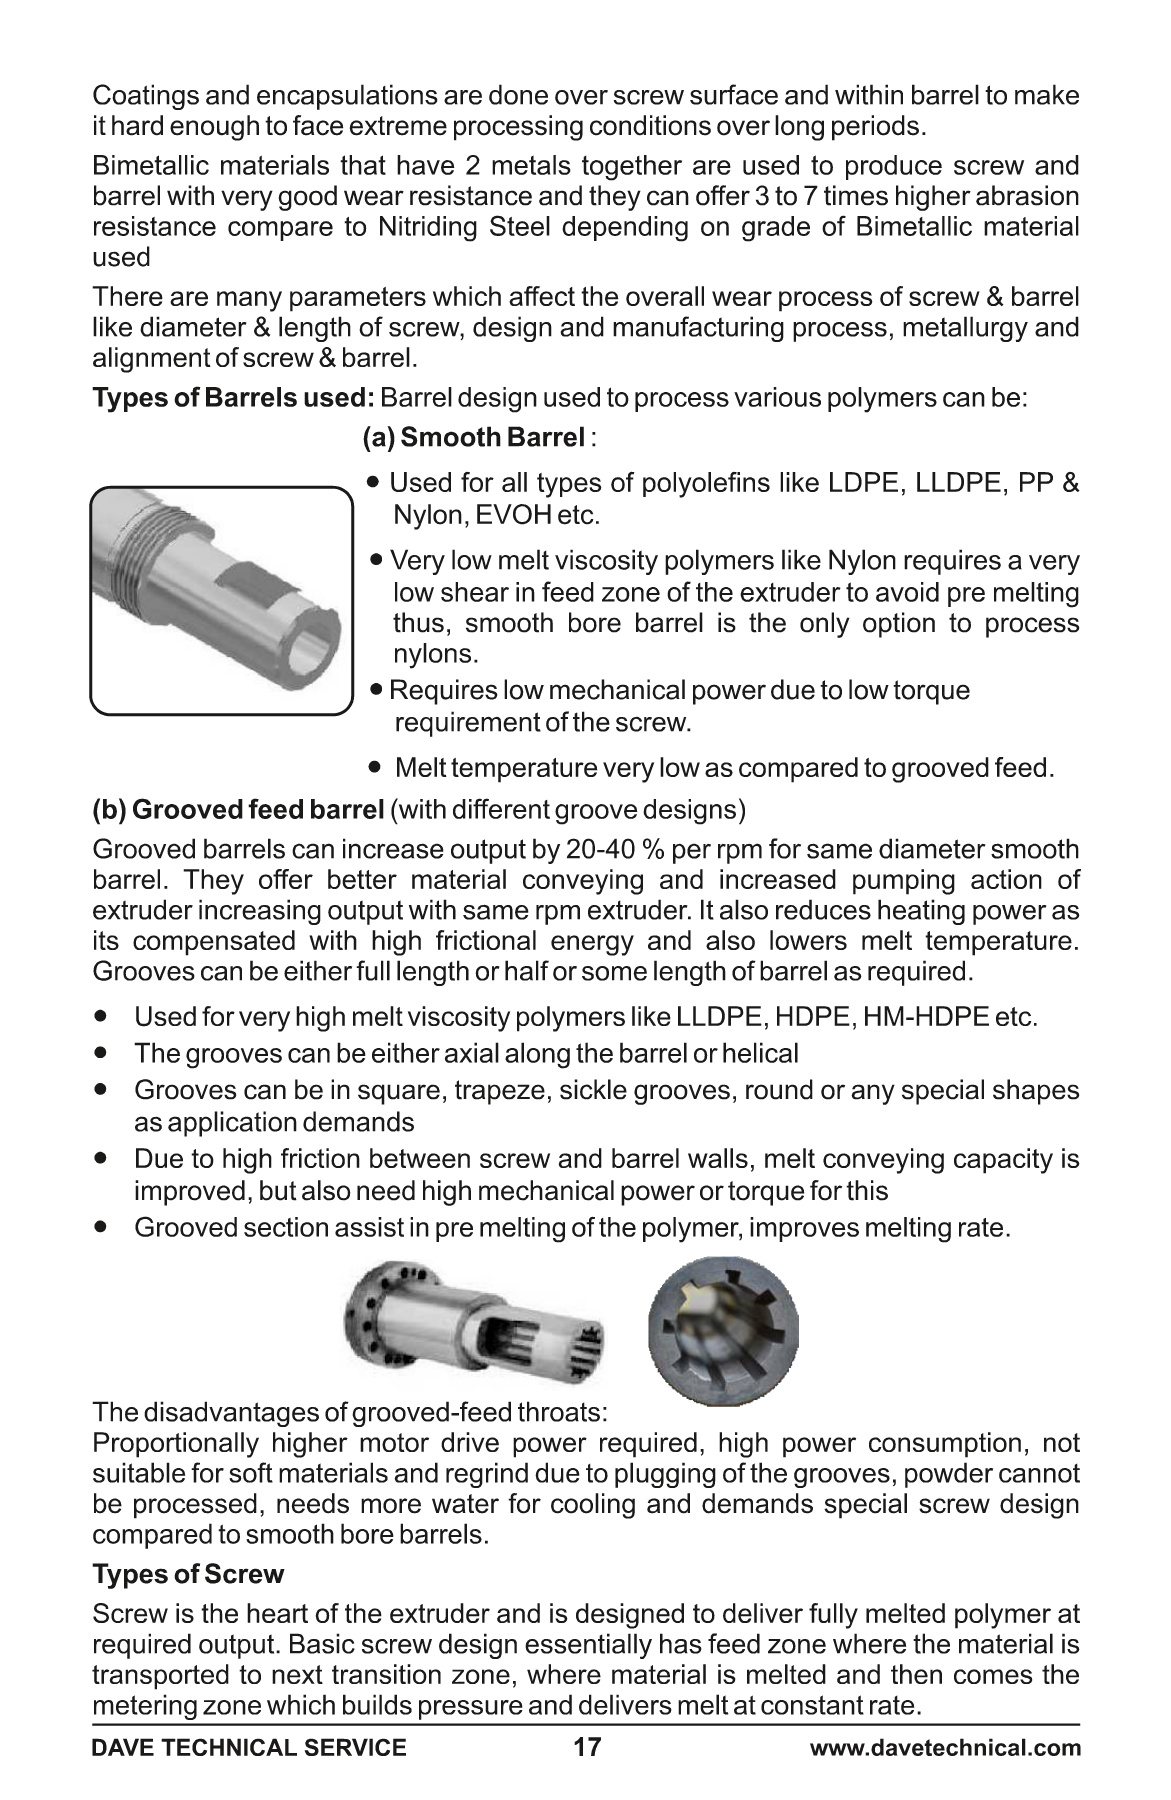 Coatings and encapsulations are done over screw surface and within barrel to make
it hard enough to face extreme processing conditions over long periods.
Bimetallic materials that have 2 metals together are used to produce screw and
barrel with very good wear resistance and they can offer 3 to 7 times higher abrasion
resistance compare to Nitriding Steel depending on grade of Bimetallic material
used
There are many parameters which affect the overall wear process of screw & barrel
like diameter & length of screw, design and manufacturing process, metallurgy and
alignment of screw & barrel.
Types of Barrels used: Barrel design used to process various polymers can be:
(a) Smooth Barrel :
● Used for all types of polyolefins like LDPE, LLDPE, PP &
Nylon, EVOH etc.
● Very low melt viscosity polymers like Nylon requires a very
low shear in feed zone of the extruder to avoid pre melting
thus, smooth bore barrel is the only option to process
nylons.
● Requires low mechanical power due to low torque
requirement of the screw.
● Melt temperature very low as compared to grooved feed.
(b) Grooved feed barrel (with different groove designs)
Grooved barrels can increase output by 20-40 % per rpm for same diameter smooth
barrel. They offer better material conveying and increased pumping action of
extruder increasing output with same rpm extruder. It also reduces heating power as
its compensated with high frictional energy and also lowers melt temperature.
Grooves can be either full length or half or some length of barrel as required.
● Used for very high melt viscosity polymers like LLDPE, HDPE, HM-HDPE etc.
● The grooves can be either axial along the barrel or helical
● Grooves can be in square, trapeze, sickle grooves, round or any special shapes
as application demands
● Due to high friction between screw and barrel walls, melt conveying capacity is
improved, but also need high mechanical power or torque for this
● Grooved section assist in pre melting of the polymer, improves melting rate.
The disadvantages of grooved-feed throats:
Proportionally higher motor drive power required, high power consumption, not
suitable for soft materials and regrind due to plugging of the grooves, powder cannot
be processed, needs more water for cooling and demands special screw design
compared to smooth bore barrels.
Types of Screw
Screw is the heart of the extruder and is designed to deliver fully melted polymer at
required output. Basic screw design essentially has feed zone where the material is
transported to next transition zone, where material is melted and then comes the
metering zone which builds pressure and delivers melt at constant rate.
DAVE TECHNICAL SERVICE 17 www.davetechnical.com